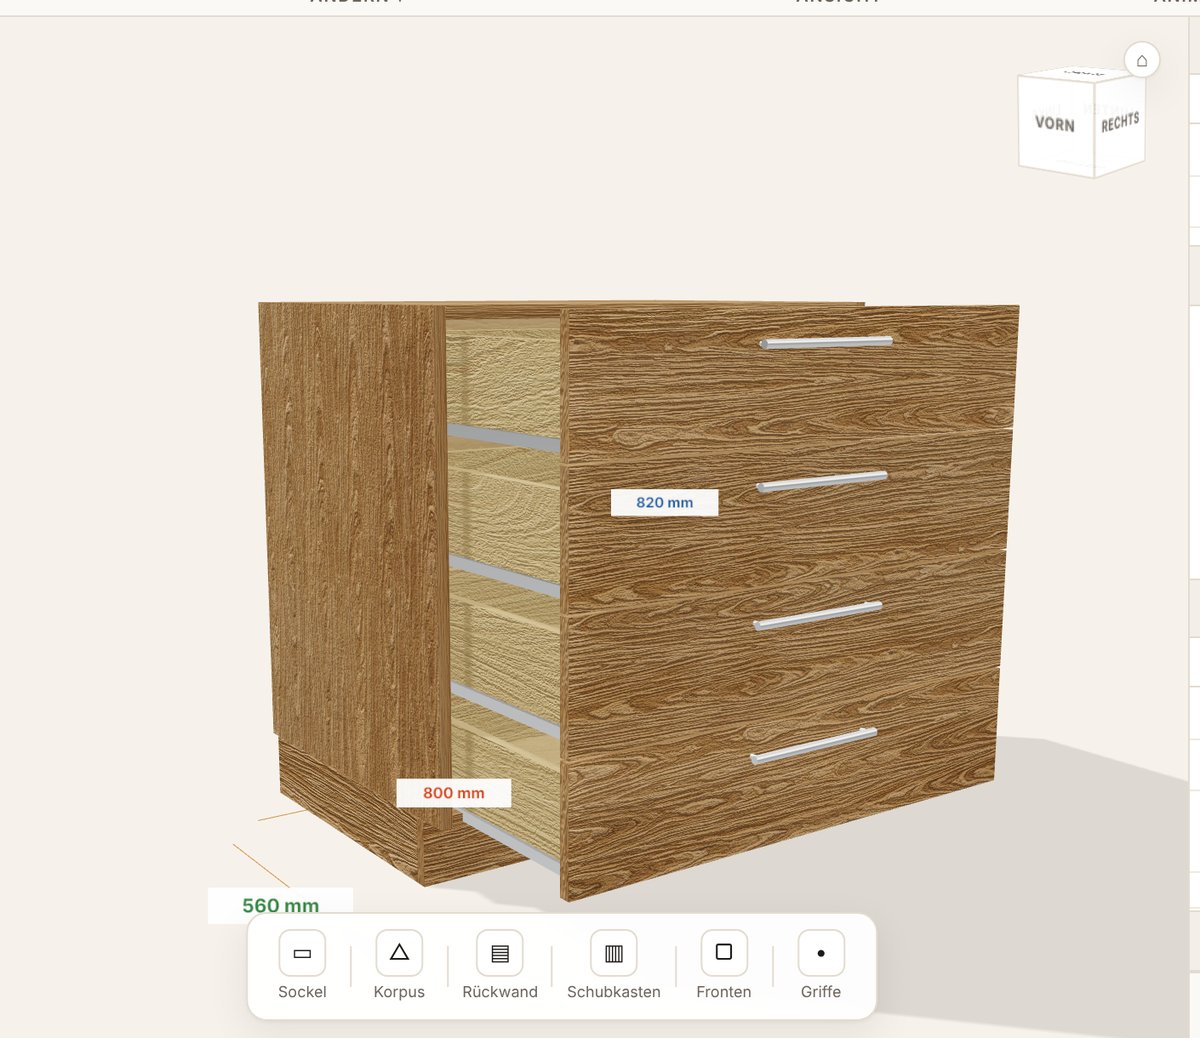 VORN
RECHTS
820 mm
800 mm
560 mm
Sockel
Korpus
Rückwand
Schubkasten
Fronten
Griffe